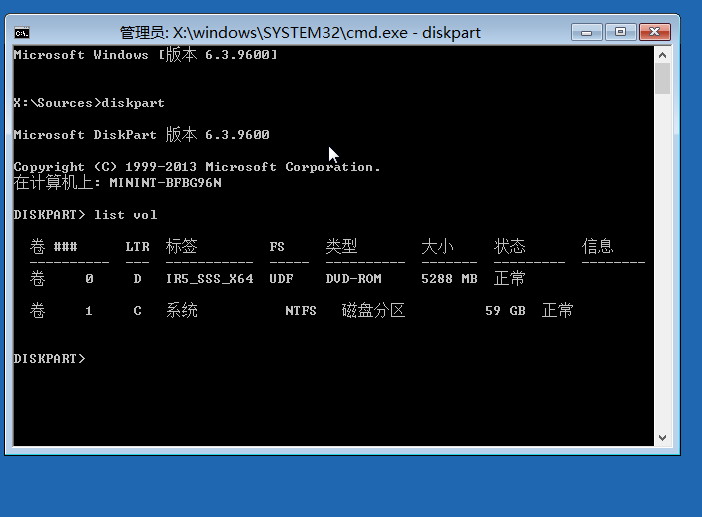 管理员: X:\windows\SYSTEM32\cmd.exe - diskpart
Microsoft Windows [版本 6.3.9600]
X:\Sources>diskpart
Microsoft DiskPart 版本 6.3.9600
Copyright (C) 1999-2013 Microsoft Corporation.
在计算机上: MININT-BFBG96N
DISKPART> list vol
卷 ### LTR 标签 FS 类型 大小 状态 信息
---------- --- ----------- ----- ---------- ------- --------- --------
卷 0 D IR5_SSS_X64 UDF DVD-ROM 5288 MB 正常
卷 1 C 系统 NTFS 磁盘分区 59 GB 正常
DISKPART>